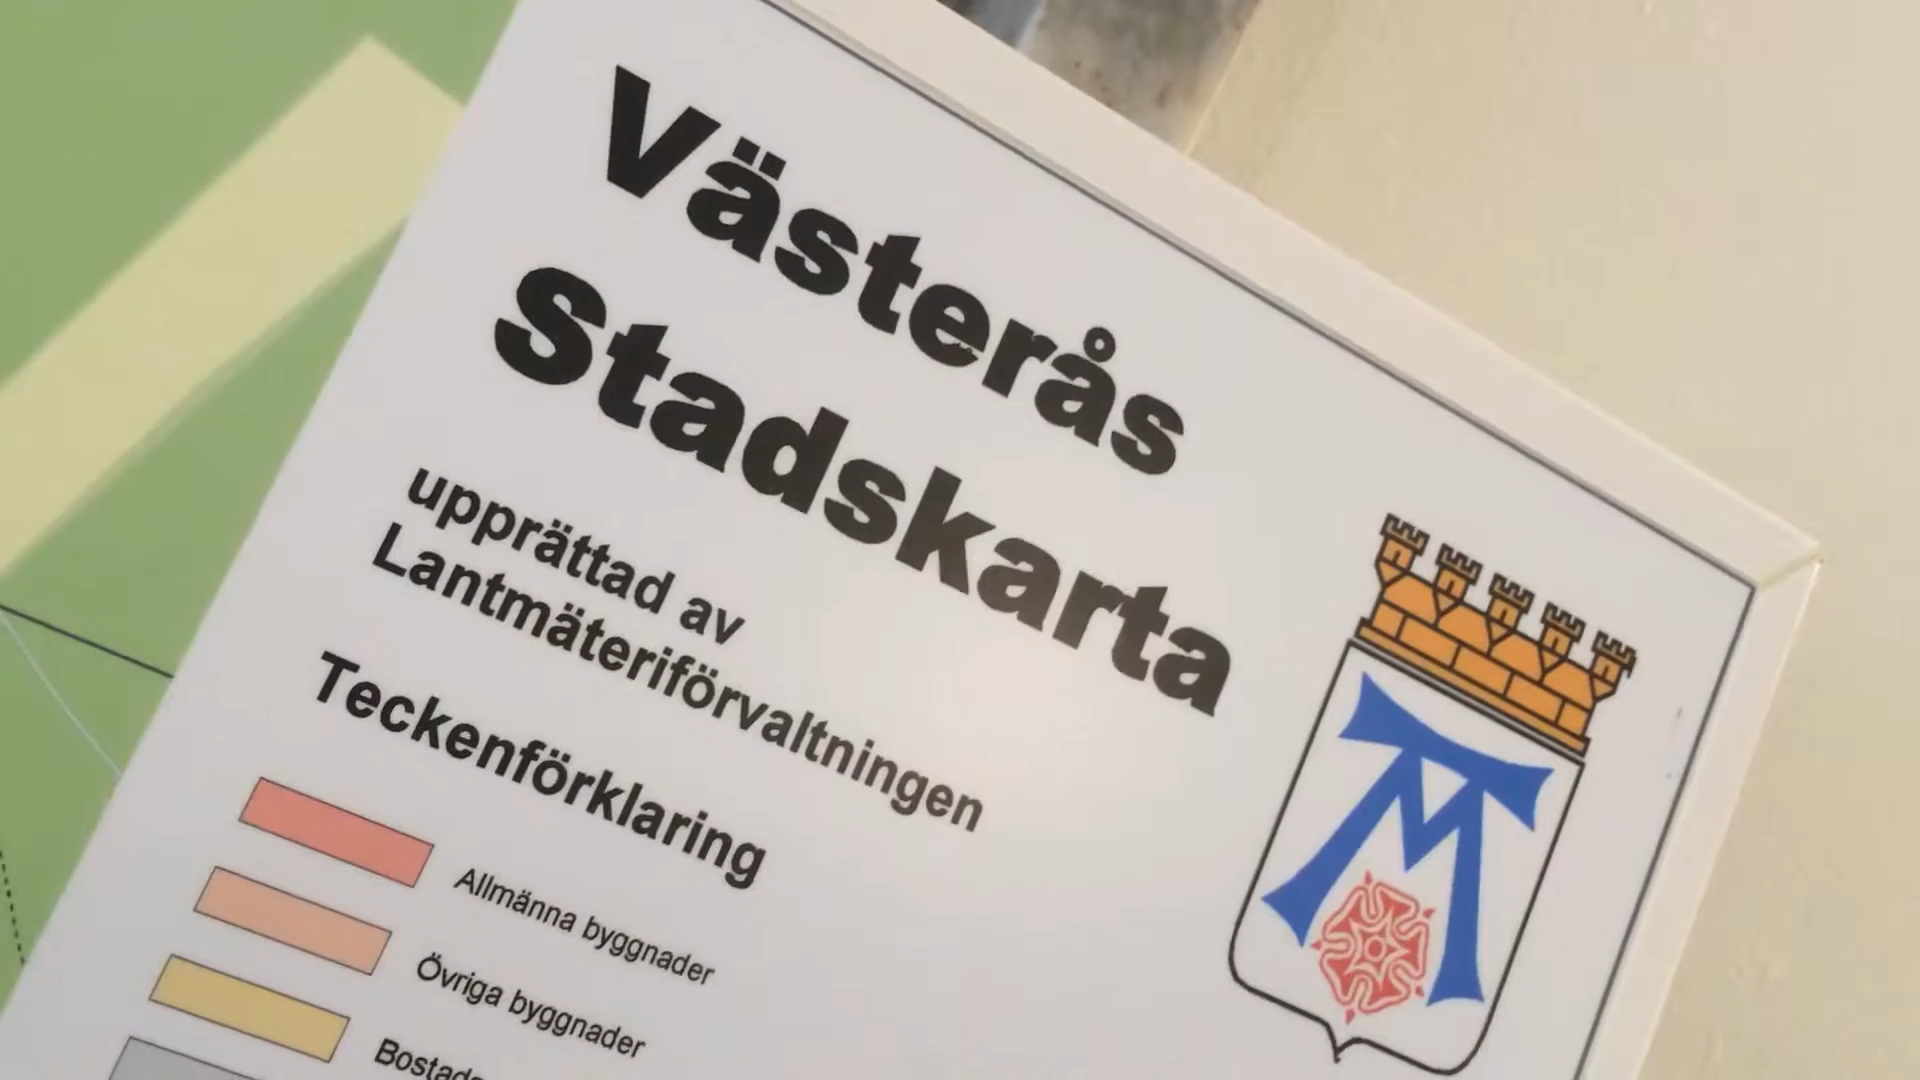 Västerås
Stadskarta
upprättad av
Lantmäteriförvaltningen
Teckenförklaring
Allmänna byggnader
Övriga byggnader